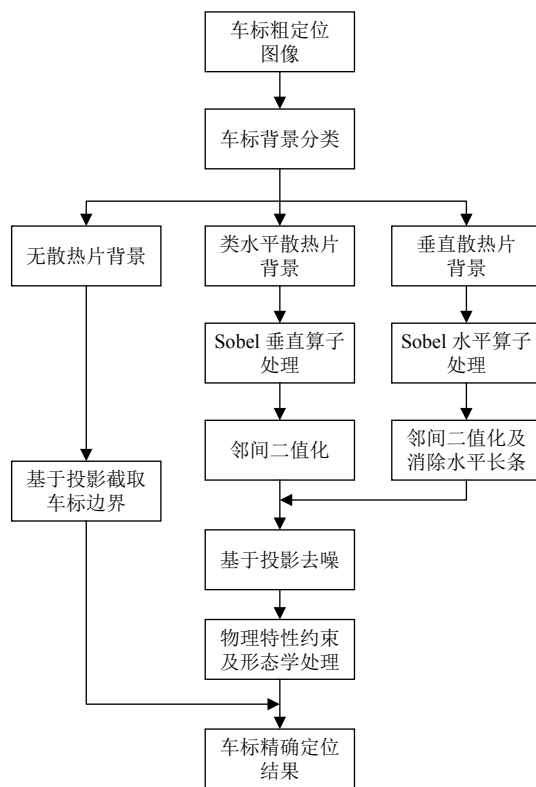 车标粗定位
图像
车标背景分类
无散热片背景
类水平散热片
背景
垂直散热片
背景
Sobel 垂直算子
处理
Sobel 水平算子
处理
邻间二值化
邻间二值化及
消除水平长条
基于投影截取
车标边界
基于投影去噪
物理特性约束
及形态学处理
车标精确定位
结果